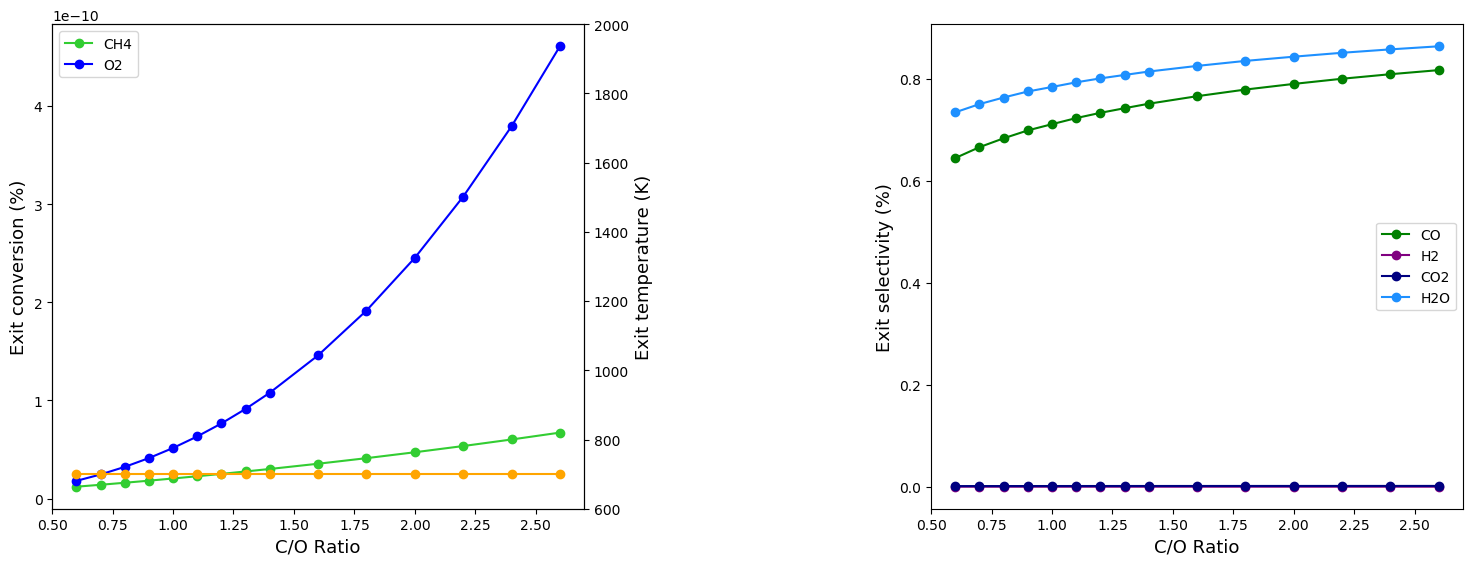 1e−10
CH4
O2
4
3
2
1
0
Exit conversion (%)
0.50 0.75 1.00 1.25 1.50 1.75 2.00 2.25 2.50
C/O Ratio
2000
1800
1600
1400
1200
1000
800
600
Exit temperature (K)
0.8
0.6
0.4
0.2
0.0
Exit selectivity (%)
CO
H2
CO2
H2O
0.50 0.75 1.00 1.25 1.50 1.75 2.00 2.25 2.50
C/O Ratio